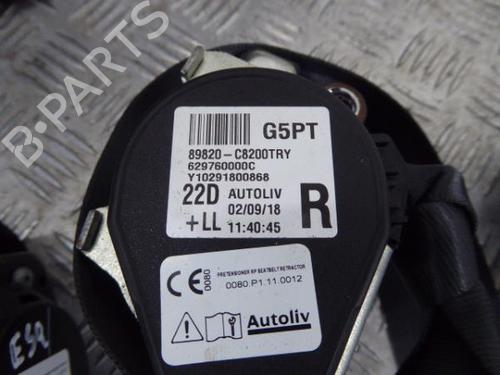 B-PARTS
G5PT
89820-C8200TRY
629760000C
Y10291800868
22D AUTOLIV
02/09/18
R
+LL 11:40:45
CE
0080
PRETENSIONER RP SEATBELT RETRACTOR
0080.P1.11.0012
Autoliv
ESQ